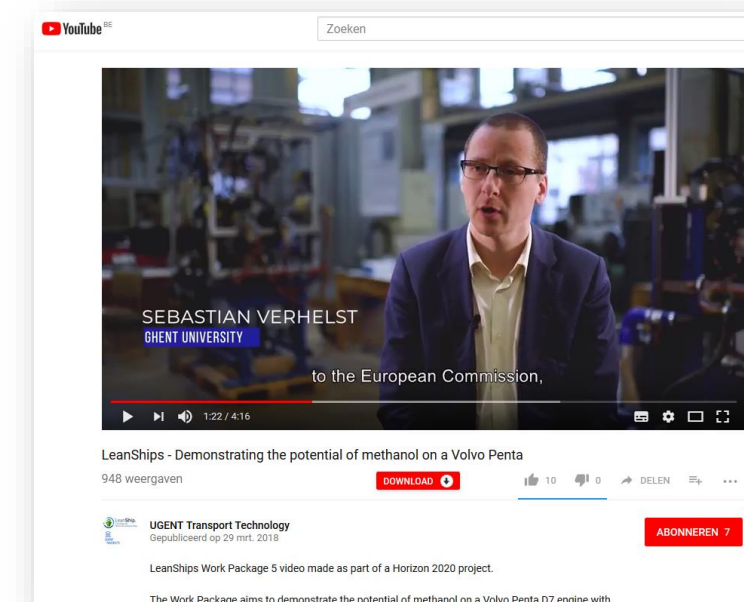 YouTube BE
Zoeken
SEBASTIAN VERHELST
GHENT UNIVERSITY
to the European Commission,
1:22 / 4:16
LeanShips - Demonstrating the potential of methanol on a Volvo Penta
948 weergaven
DOWNLOAD
10
0
DELEN
LeanShip.
UGENT Transport Technology
Gepubliceerd op 29 mrt. 2018
ABONNEREN 7
LeanShips Work Package 5 video made as part of a Horizon 2020 project.
The Work Package aims to demonstrate the potential of methanol on a Volvo Penta D7 engine with